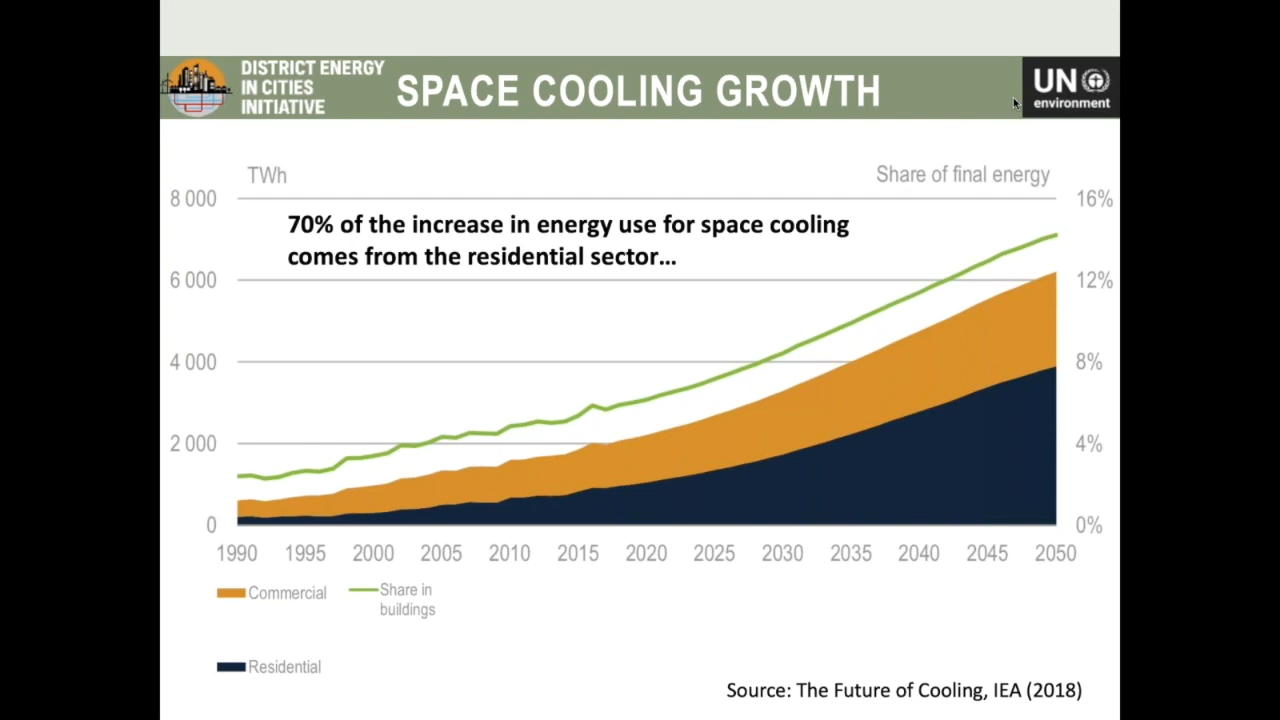 DISTRICT ENERGY
IN CITIES
INITIATIVE
SPACE COOLING GROWTH
UN
environment
TWh
Share of final energy
8 000
16%
70% of the increase in energy use for space cooling
comes from the residential sector...
6 000
12%
4 000
8%
2 000
4%
0
0%
1990 1995 2000 2005 2010 2015 2020 2025 2030 2035 2040 2045 2050
Commercial
Share in
buildings
Residential
Source: The Future of Cooling, IEA (2018)